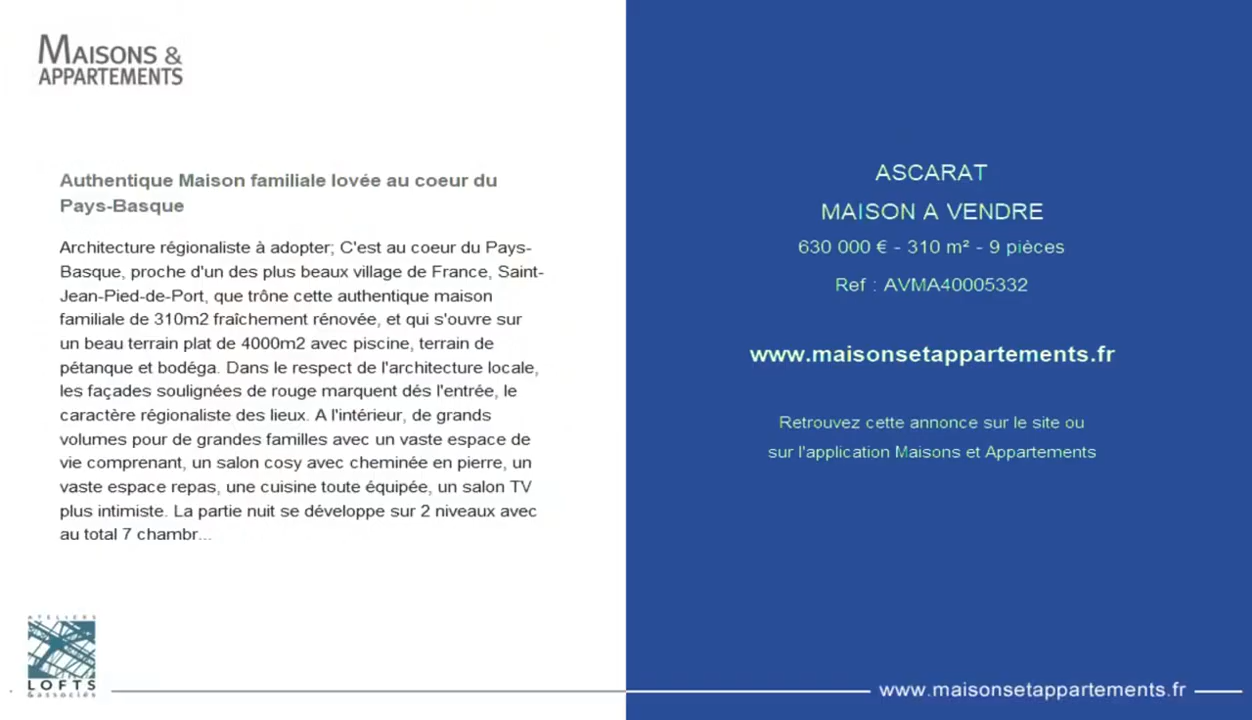 MAISONS &
APPARTEMENTS
Authentique Maison familiale lovée au coeur du
Pays-Basque
Architecture régionaliste à adopter; C'est au coeur du Pays-
Basque, proche d'un des plus beaux village de France, Saint-
Jean-Pied-de-Port, que trône cette authentique maison
familiale de 310m2 fraîchement rénovée, et qui s'ouvre sur
un beau terrain plat de 4000m2 avec piscine, terrain de
pétanque et bodéga. Dans le respect de l'architecture locale,
les façades soulignées de rouge marquent dés l'entrée, le
caractère régionaliste des lieux. A l'intérieur, de grands
volumes pour de grandes familles avec un vaste espace de
vie comprenant, un salon cosy avec cheminée en pierre, un
vaste espace repas, une cuisine toute équipée, un salon TV
plus intimiste. La partie nuit se développe sur 2 niveaux avec
au total 7 chambr...
ATELIERS
LOFTS
&associés
ASCARAT
MAISON A VENDRE
630 000 € - 310 m² - 9 pièces
Ref : AVMA40005332
www.maisonsetappartements.fr
Retrouvez cette annonce sur le site ou
sur l'application Maisons et Appartements
www.maisonsetappartements.fr